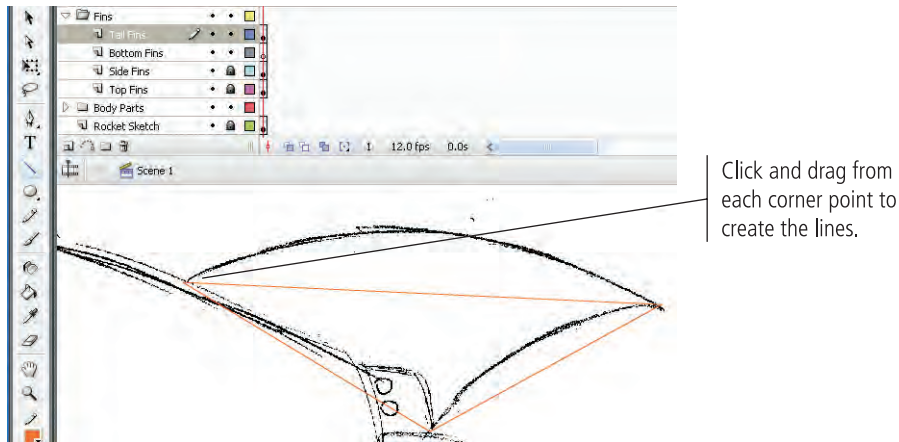 Fins
Tail Fins
Bottom Fins
Side Fins
Top Fins
Body Parts
Rocket Sketch
12.0 fps 0.0s
Scene 1
T
Click and drag from
each corner point to
create the lines.